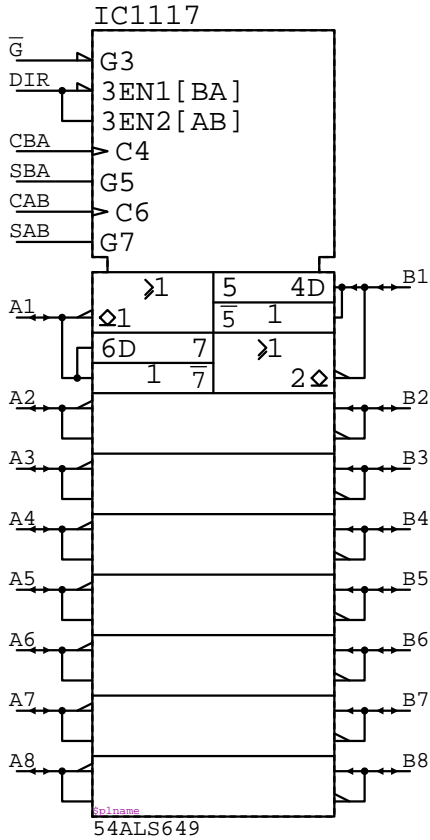 IC1117
G̅ G3
DIR 3EN1[BA]
3EN2[AB]
CBA C4
SBA G5
CAB C6
SAB G7
≥1 5 4D B1
A1 1 5̅ 1
6D 7 ≥1
1 7̅ 2
A2 B2
A3 B3
A4 B4
A5 B5
A6 B6
A7 B7
A8 B8
$plname
54ALS649